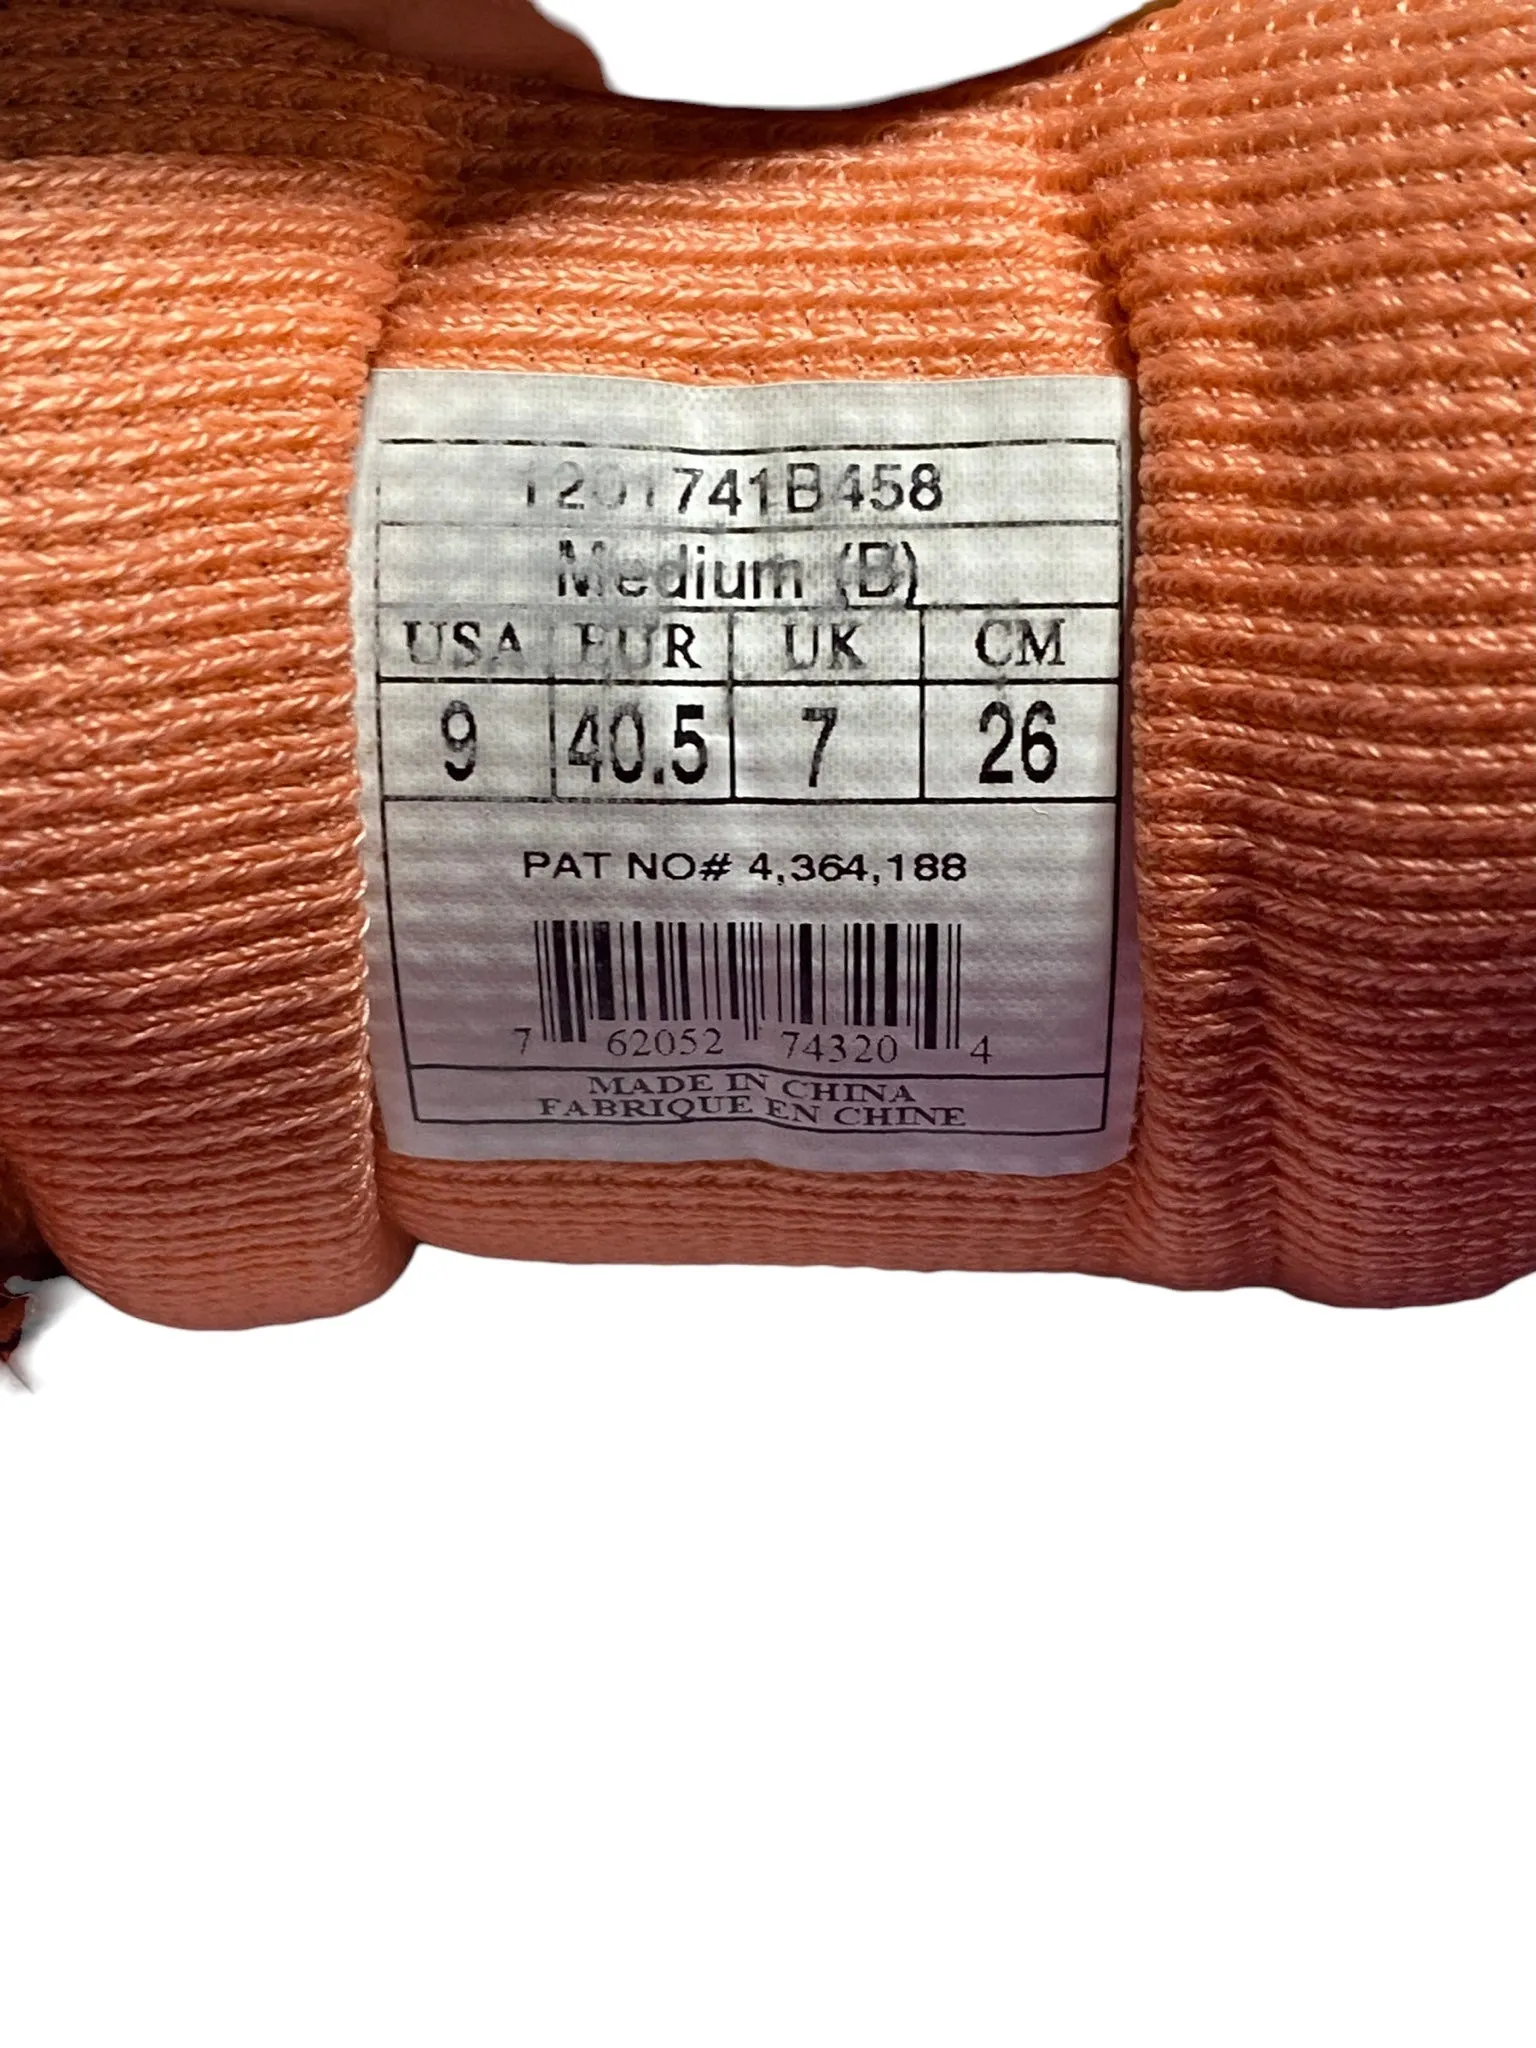 1201741B458
Medium (B)
USA EUR UK CM
9 40.5 7 26
PAT NO# 4,364,188
7 62052 74320 4
MADE IN CHINA
FABRIQUE EN CHINE